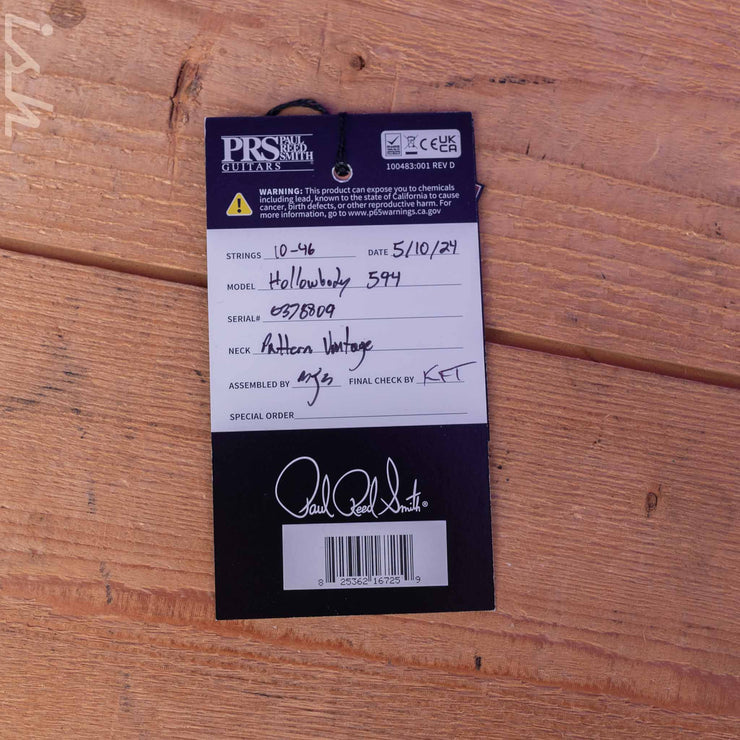 PRS PAUL REED SMITH
GUITARS
CE UK CA
100483:001 REV D
WARNING: This product can expose you to chemicals
including lead, known to the state of California to cause
cancer, birth defects, or other reproductive harm. For
more information, go to www.p65warnings.ca.gov
STRINGS 10-46 DATE 5/10/24
MODEL Hollowbody 594
SERIAL# 0378809
NECK Pattern Vintage
ASSEMBLED BY FINAL CHECK BY KFT
SPECIAL ORDER
Paul Reed Smith®
8 25362 16725 9